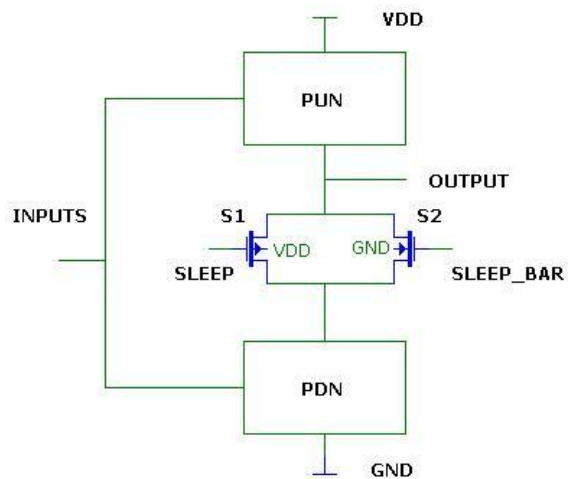 VDD
PUN
OUTPUT
INPUTS
S1 S2
VDD GND
SLEEP SLEEP_BAR
PDN
GND